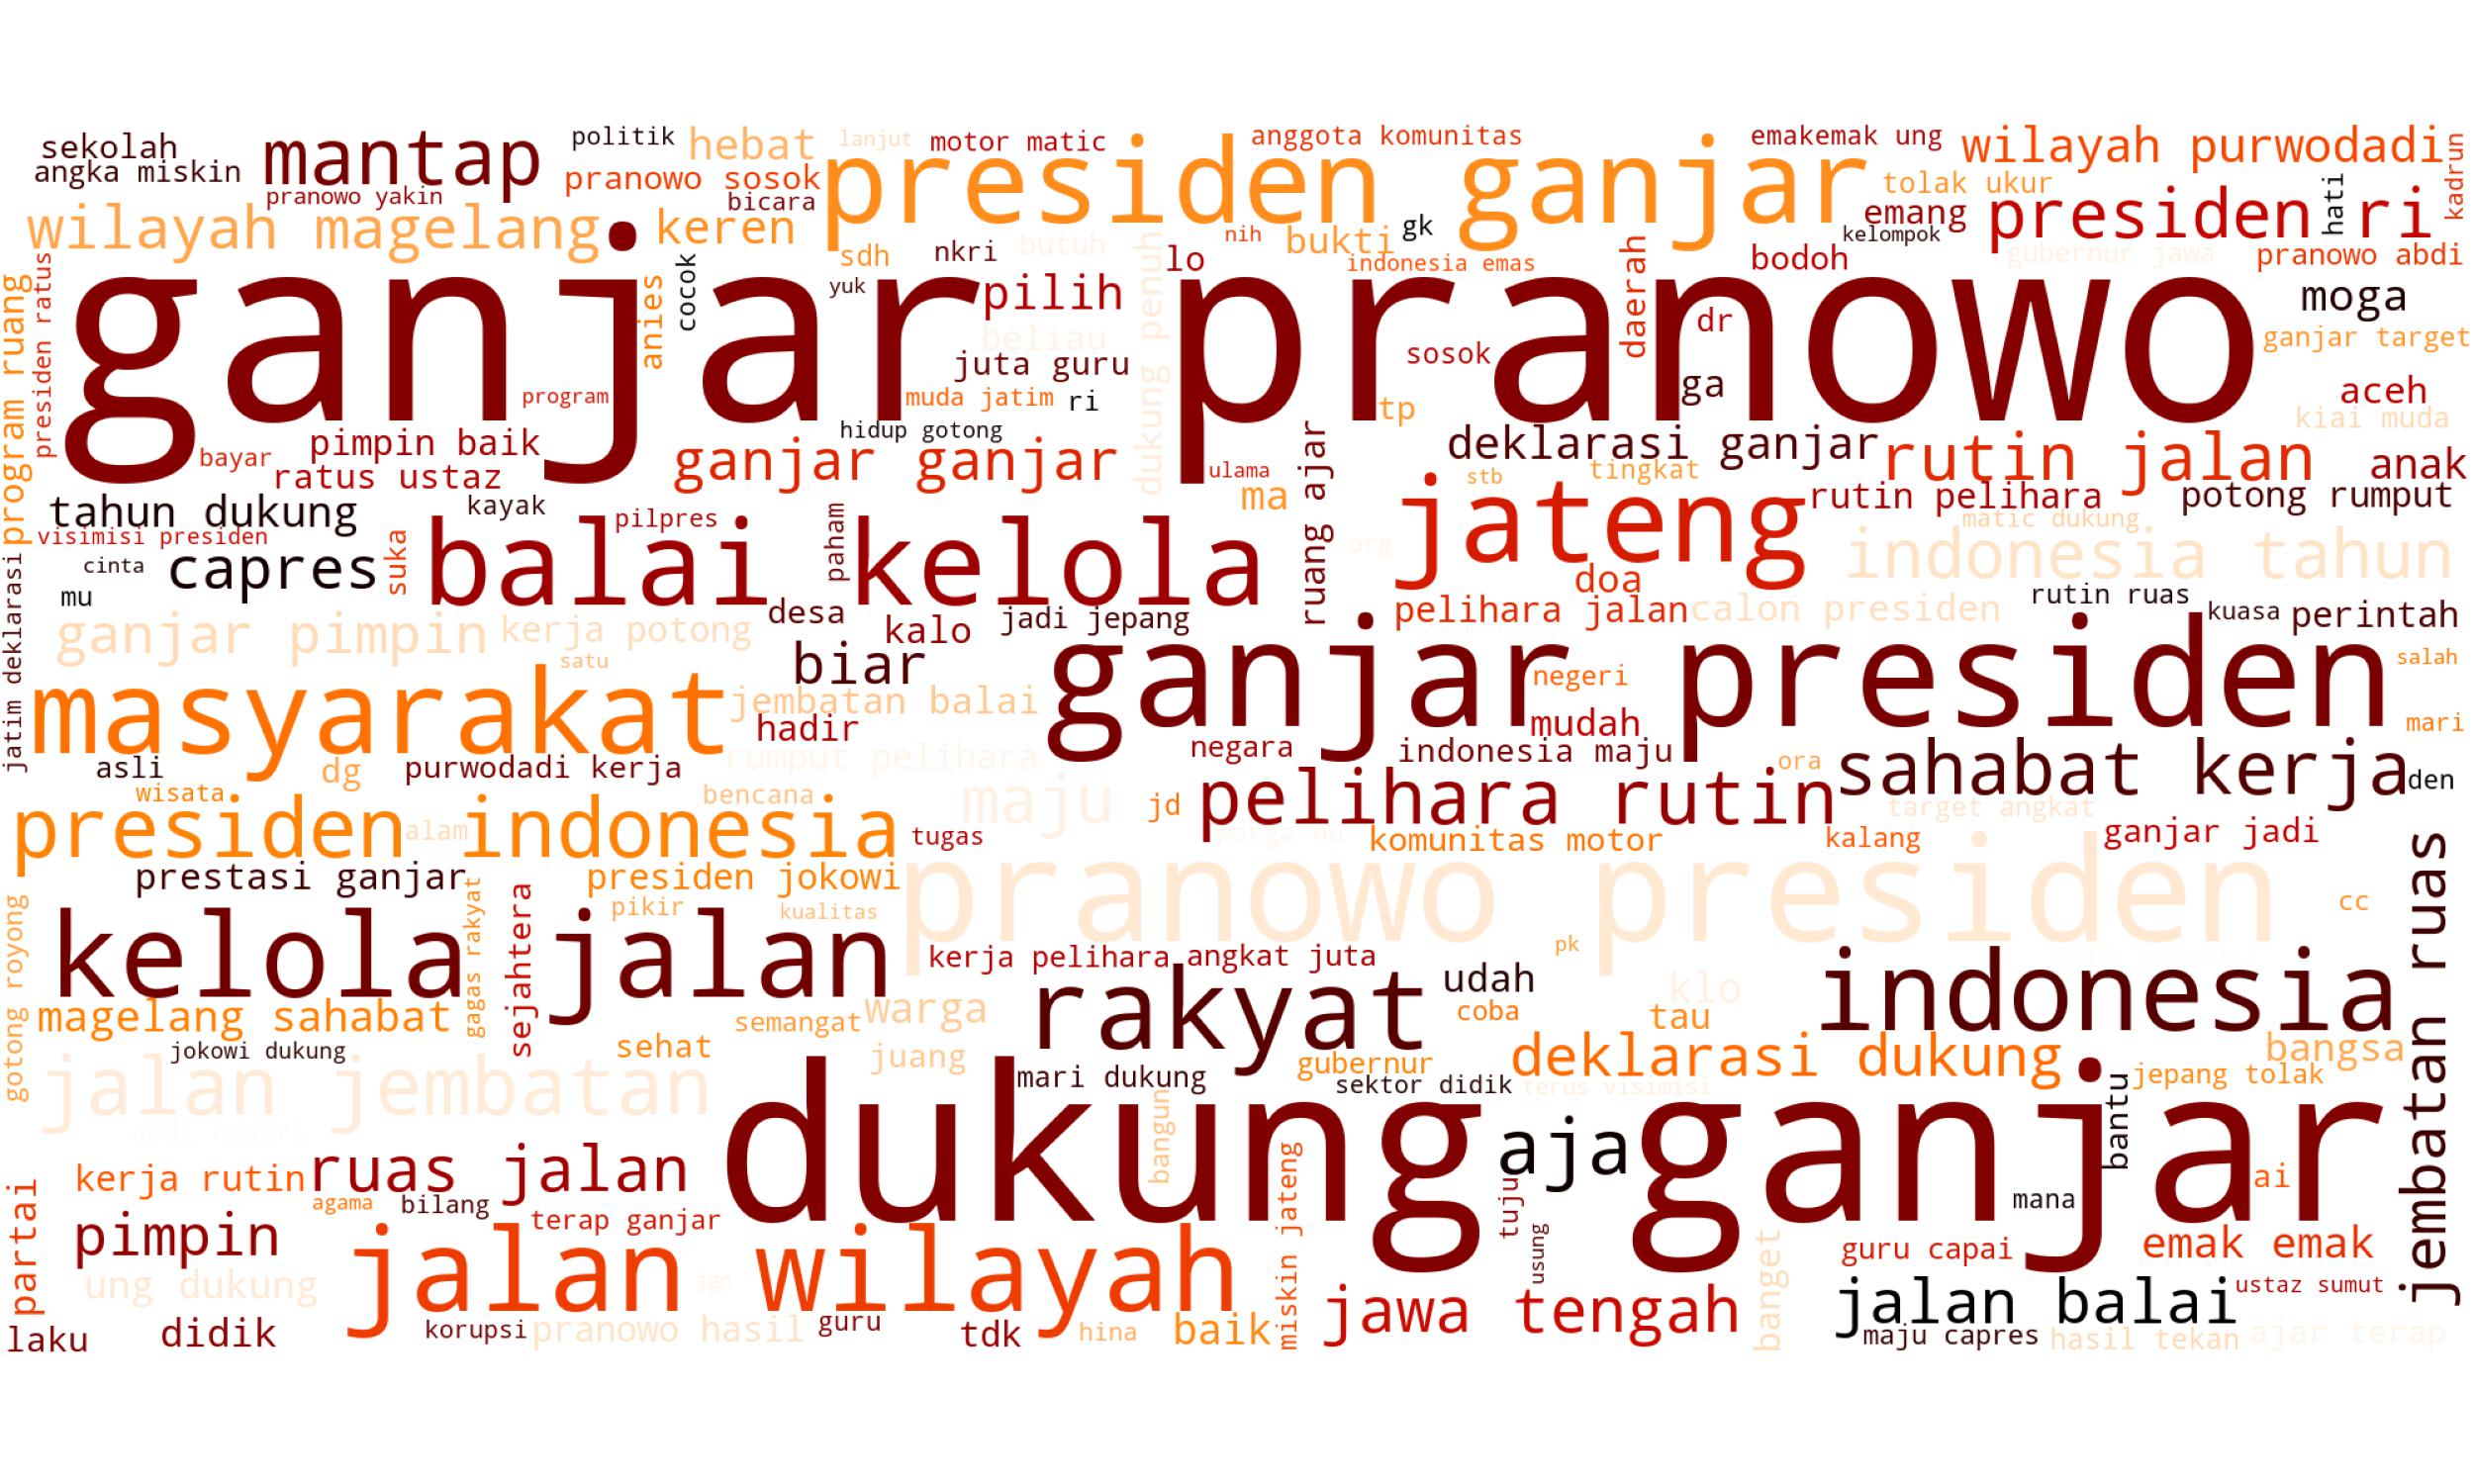 sekolah
angka miskin
mantap
politik
hebat
lanjut
motor matic
anggota komunitas
emakemak ung
wilayah purwodadi
kadrun
pranowo yakin
pranowo sosok
bicara
presiden ganjar
tolak ukur
emang
presiden ri
hati
wilayah magelang
keren
sdh
nkri
butuh
nih
bukti
gk
kelompok
bodoh
gubernur jawa
pranowo abdi
lo
indonesia emas
daerah
program ruang
presiden ratus
ganjar pranowo
anies
cocok
yuk
pilih
beliau
dukung penuh
juta guru
muda jatim
ri
program
sosok
dr
ga
tp
moga
ganjar target
aceh
kiai muda
hidup gotong
bayar
pimpin baik
ratus ustaz
ganjar ganjar
ulama
ma
ruang ajar
deklarasi ganjar
rutin jalan
anak
stb
tingkat
jateng
rutin pelihara
potong rumput
tahun dukung
kayak
pilpres
visimisi presiden
cinta
capres
suka
balai kelola
paham
org
matic dukung
indonesia tahun
doa
mu
jatim deklarasi
desa
jadi jepang
pelihara jalan
calon presiden
rutin ruas
kuasa
perintah
ganjar pimpin
kerja potong
kalo
satu
biar
masyarakat
jembatan balai
hadir
ganjar presiden
negeri
mudah
salah
mari
negara
indonesia maju
rumput pelihara
asli
dg
purwodadi kerja
ora
sahabat kerja
den
wisata
bencana
maju
jd
pelihara rutin
target angkat
presiden indonesia
alam
tugas
warga nu
komunitas motor
kalang
ganjar jadi
prestasi ganjar
presiden jokowi
pranowo presiden
pikir
kualitas
cc
gotong royong
gagas rakyat
sejahtera
kelola jalan
kerja pelihara
angkat juta
pk
jembatan ruas
rakyat
udah
klo
indonesia
magelang sahabat
semangat
warga
coba
tau
jokowi dukung
sehat
juang
gubernur
deklarasi dukung
bangsa
jalan jembatan
mari dukung
sektor didik
terus visimisi
jepang tolak
abdi negeri
dukung ganjar
bangun
aja
bantu
kerja rutin
ruas jalan
agama
bilang
terap ganjar
miskin jateng
tuju
usung
mana
ai
partai
pimpin
jalan wilayah
banget
guru capai
emak emak
ung dukung
jgn
jawa tengah
jalan balai
ustaz sumut
laku
didik
korupsi
pranowo hasil
guru
tdk
hina
baik
maju capres
hasil tekan
ajar terap